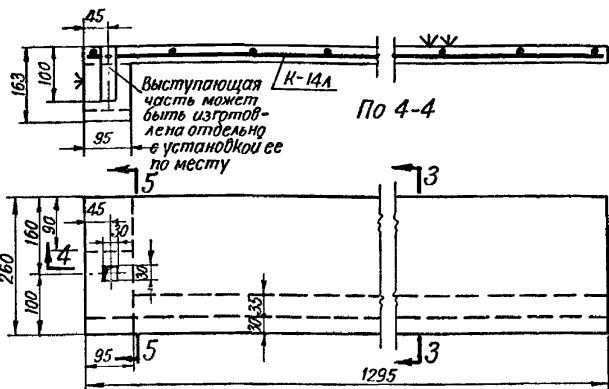 45
163
100
К-14л
Выступающая
часть может
быть изготов-
лена отдельно
с установкой ее
по месту
По 4-4
95
5
3
45
30
260
160
90
4
30
100
30
35
95
5
3
1295